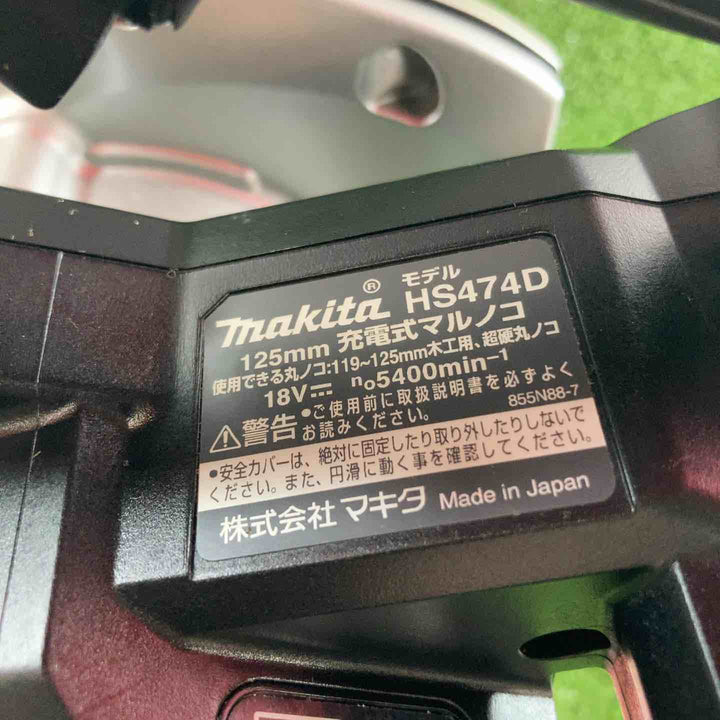 makita® モデル HS474D
125mm 充電式マルノコ
使用できる丸ノコ:119~125mm木工用、超硬丸ノコ
18V⎓ n₀5400min⁻¹
⚠警告 •ご使用前に取扱説明書を必ずよくお読みください。
855N88-7
•安全カバーは、絶対に固定したり取り外したりしないで
ください。また、円滑に動く事を確認してください。
株式会社 マキタ Made in Japan